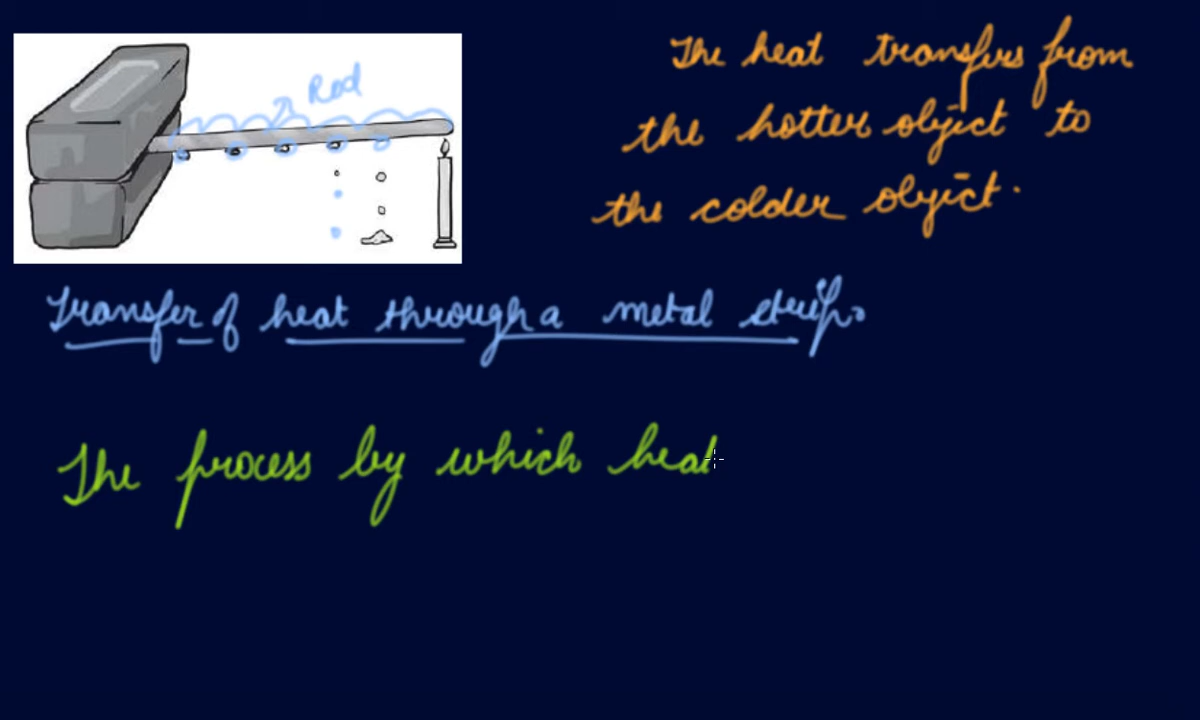 Rod
The heat transfers from
the hotter object to
the colder object.
Transfer of heat through a metal strip.
The process by which heat